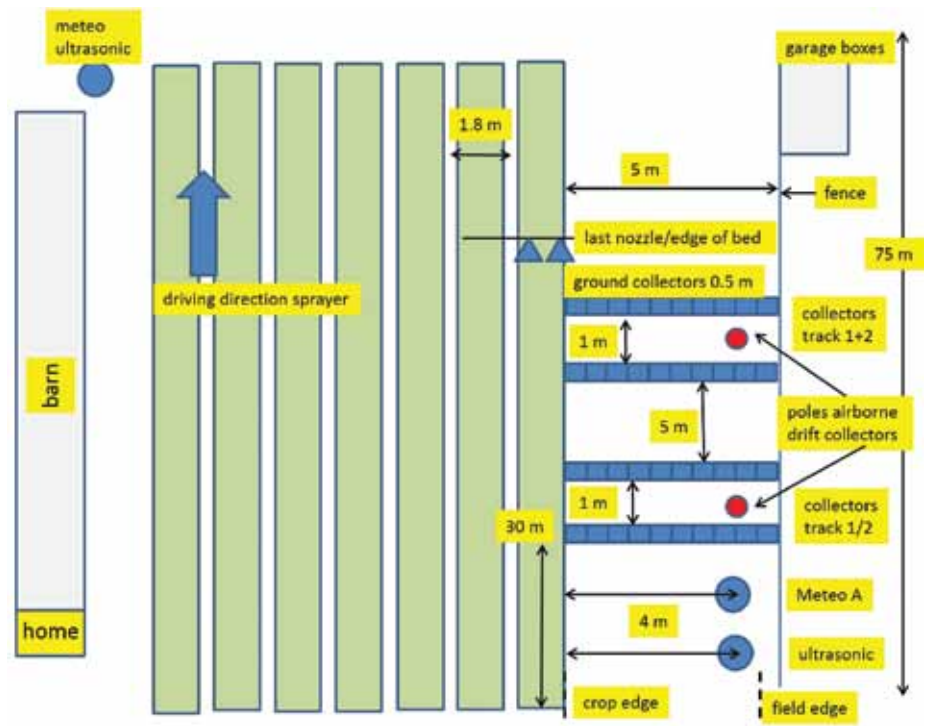 meteo
ultrasonic
garage boxes
1.8 m
5 m
fence
last nozzle/edge of bed
75 m
ground collectors 0.5 m
driving direction sprayer
collectors
track 1+2
1 m
barn
poles airborne
drift collectors
5 m
1 m
collectors
track 1/2
30 m
Meteo A
home
4 m
ultrasonic
crop edge
field edge